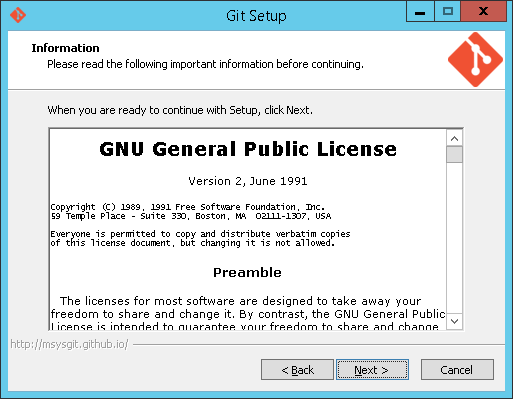 Git Setup
Information
Please read the following important information before continuing.
When you are ready to continue with Setup, click Next.
GNU General Public License
Version 2, June 1991
Copyright (C) 1989, 1991 Free Software Foundation, Inc.
59 Temple Place - Suite 330, Boston, MA  02111-1307, USA
Everyone is permitted to copy and distribute verbatim copies
of this license document, but changing it is not allowed.
Preamble
The licenses for most software are designed to take away your
freedom to share and change it. By contrast, the GNU General Public
License is intended to guarantee your freedom to share and change
http://msysgit.github.io/
< Back
Next >
Cancel